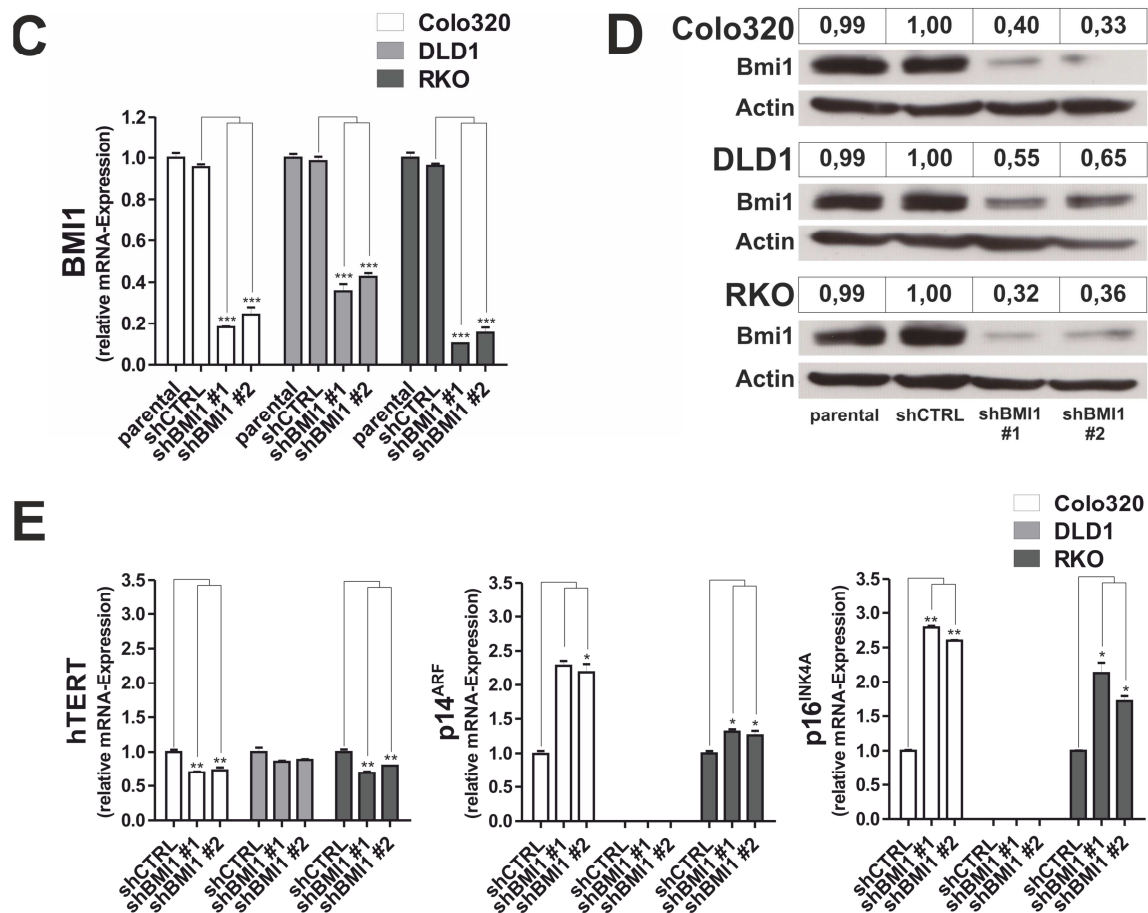 C
Colo320
DLD1
RKO
BMI1
(relative mRNA-Expression)
1.2
1.0
0.8
0.6
0.4
0.2
0.0
*** *** *** *** *** ***
parental shCTRL shBMI1 #1 shBMI1 #2 parental shCTRL shBMI1 #1 shBMI1 #2 parental shCTRL shBMI1 #1 shBMI1 #2
D
Colo320 0,99 1,00 0,40 0,33
Bmi1
Actin
DLD1 0,99 1,00 0,55 0,65
Bmi1
Actin
RKO 0,99 1,00 0,32 0,36
Bmi1
Actin
parental shCTRL shBMI1 #1 shBMI1 #2
E
Colo320
DLD1
RKO
hTERT
(relative mRNA-Expression)
3.5
3.0
2.5
2.0
1.5
1.0
0.5
0.0
** ** ** **
shCTRL shBMI1 #1 shBMI1 #2 shCTRL shBMI1 #1 shBMI1 #2 shCTRL shBMI1 #1 shBMI1 #2
p14ARF
(relative mRNA-Expression)
3.5
3.0
2.5
2.0
1.5
1.0
0.5
0.0
* * *
shCTRL shBMI1 #1 shBMI1 #2 shCTRL shBMI1 #1 shBMI1 #2 shCTRL shBMI1 #1 shBMI1 #2
p16INK4A
(relative mRNA-Expression)
3.5
3.0
2.5
2.0
1.5
1.0
0.5
0.0
** ** * *
shCTRL shBMI1 #1 shBMI1 #2 shCTRL shBMI1 #1 shBMI1 #2 shCTRL shBMI1 #1 shBMI1 #2